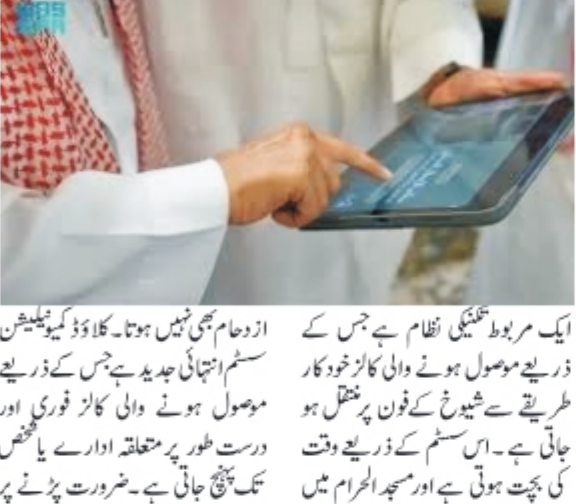 ایک مربوط تکنیکی نظام ہے جس کے
ذریعے موصول ہونے والی کالز خود کار
طریقے سے شیوخ کے فون پر منتقل ہو
جاتی ہے۔ اس سسٹم کے ذریعے وقت
کی بچت ہوتی ہے اور مسجد الحرام میں
ازدحام بھی نہیں ہوتا۔ کلاؤڈ کمیونیکیشن
سسٹم انتہائی جدید ہے جس کے ذریعے
موصول ہونے والی کالز فوری اور
درست طور پر متعلقہ ادارے یا شخص
تک پہنچ جاتی ہے۔ ضرورت پڑنے پر